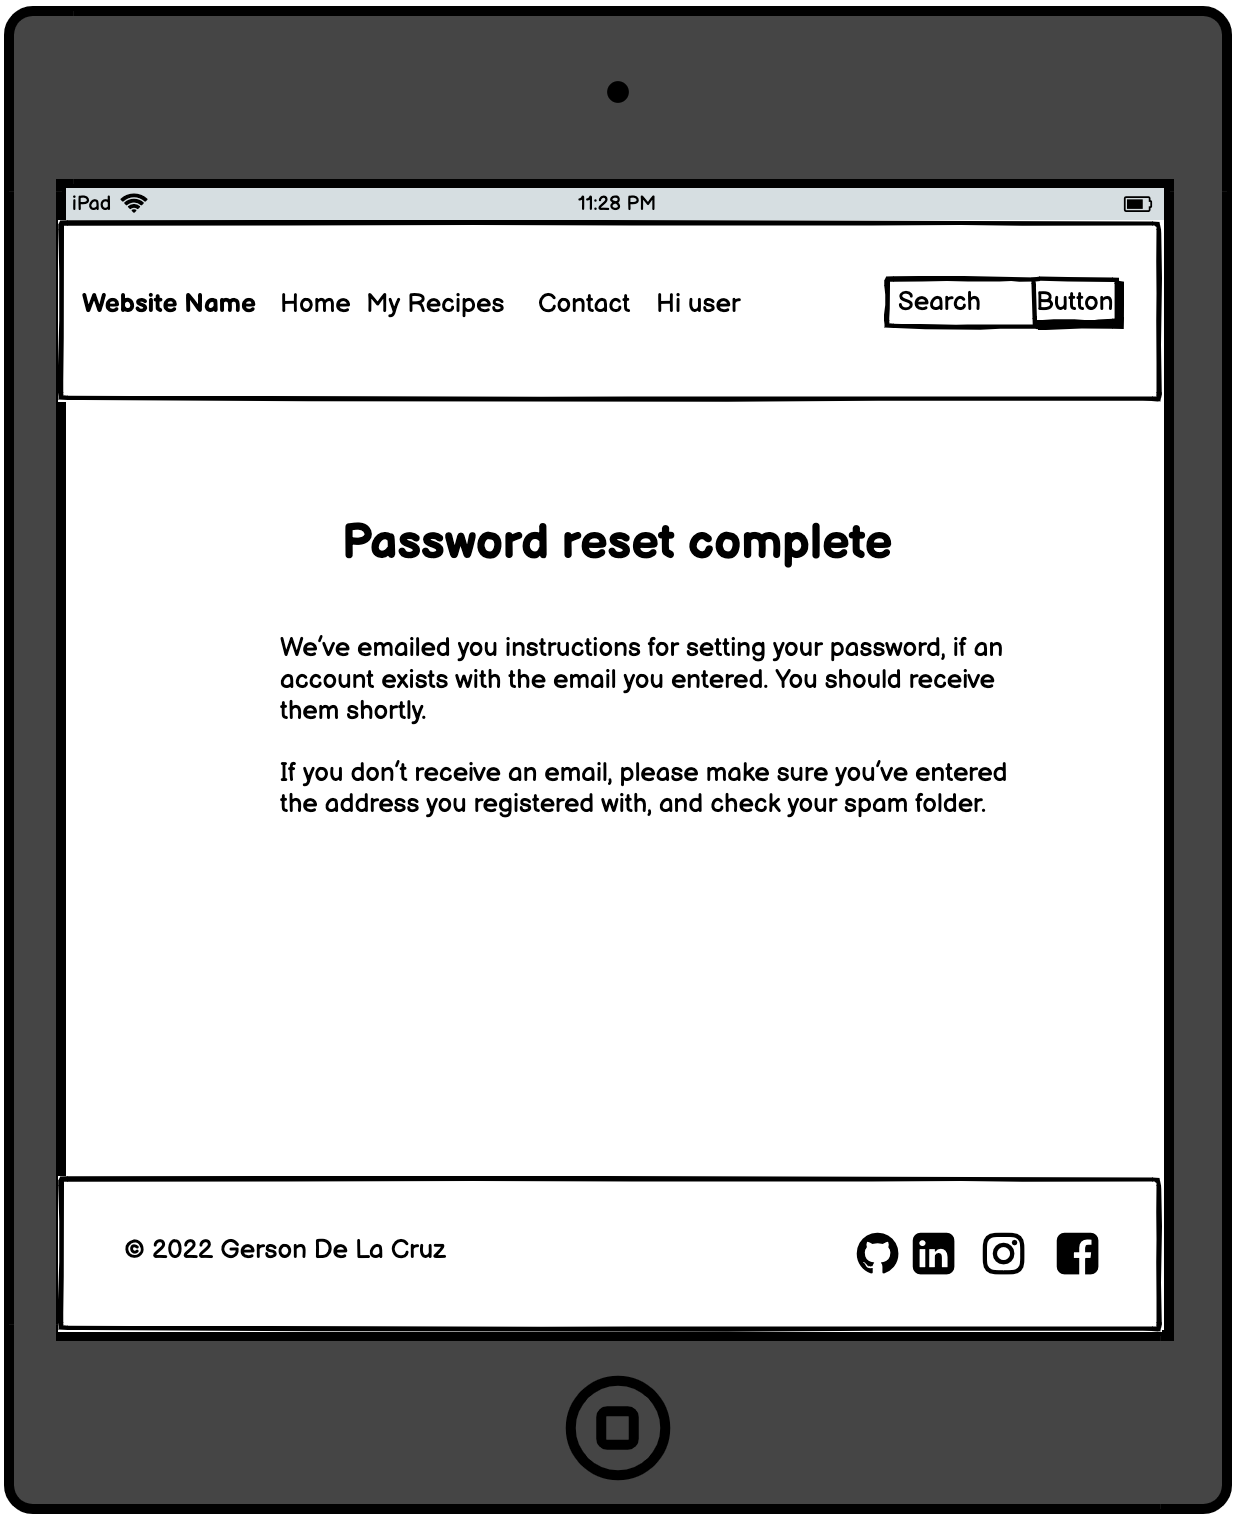 iPad 11:28 PM
Website Name Home My Recipes Contact Hi user Search Button
Password reset complete
We've emailed you instructions for setting your password, if an
account exists with the email you entered. You should receive
them shortly.
If you don't receive an email, please make sure you've entered
the address you registered with, and check your spam folder.
© 2022 Gerson De La Cruz